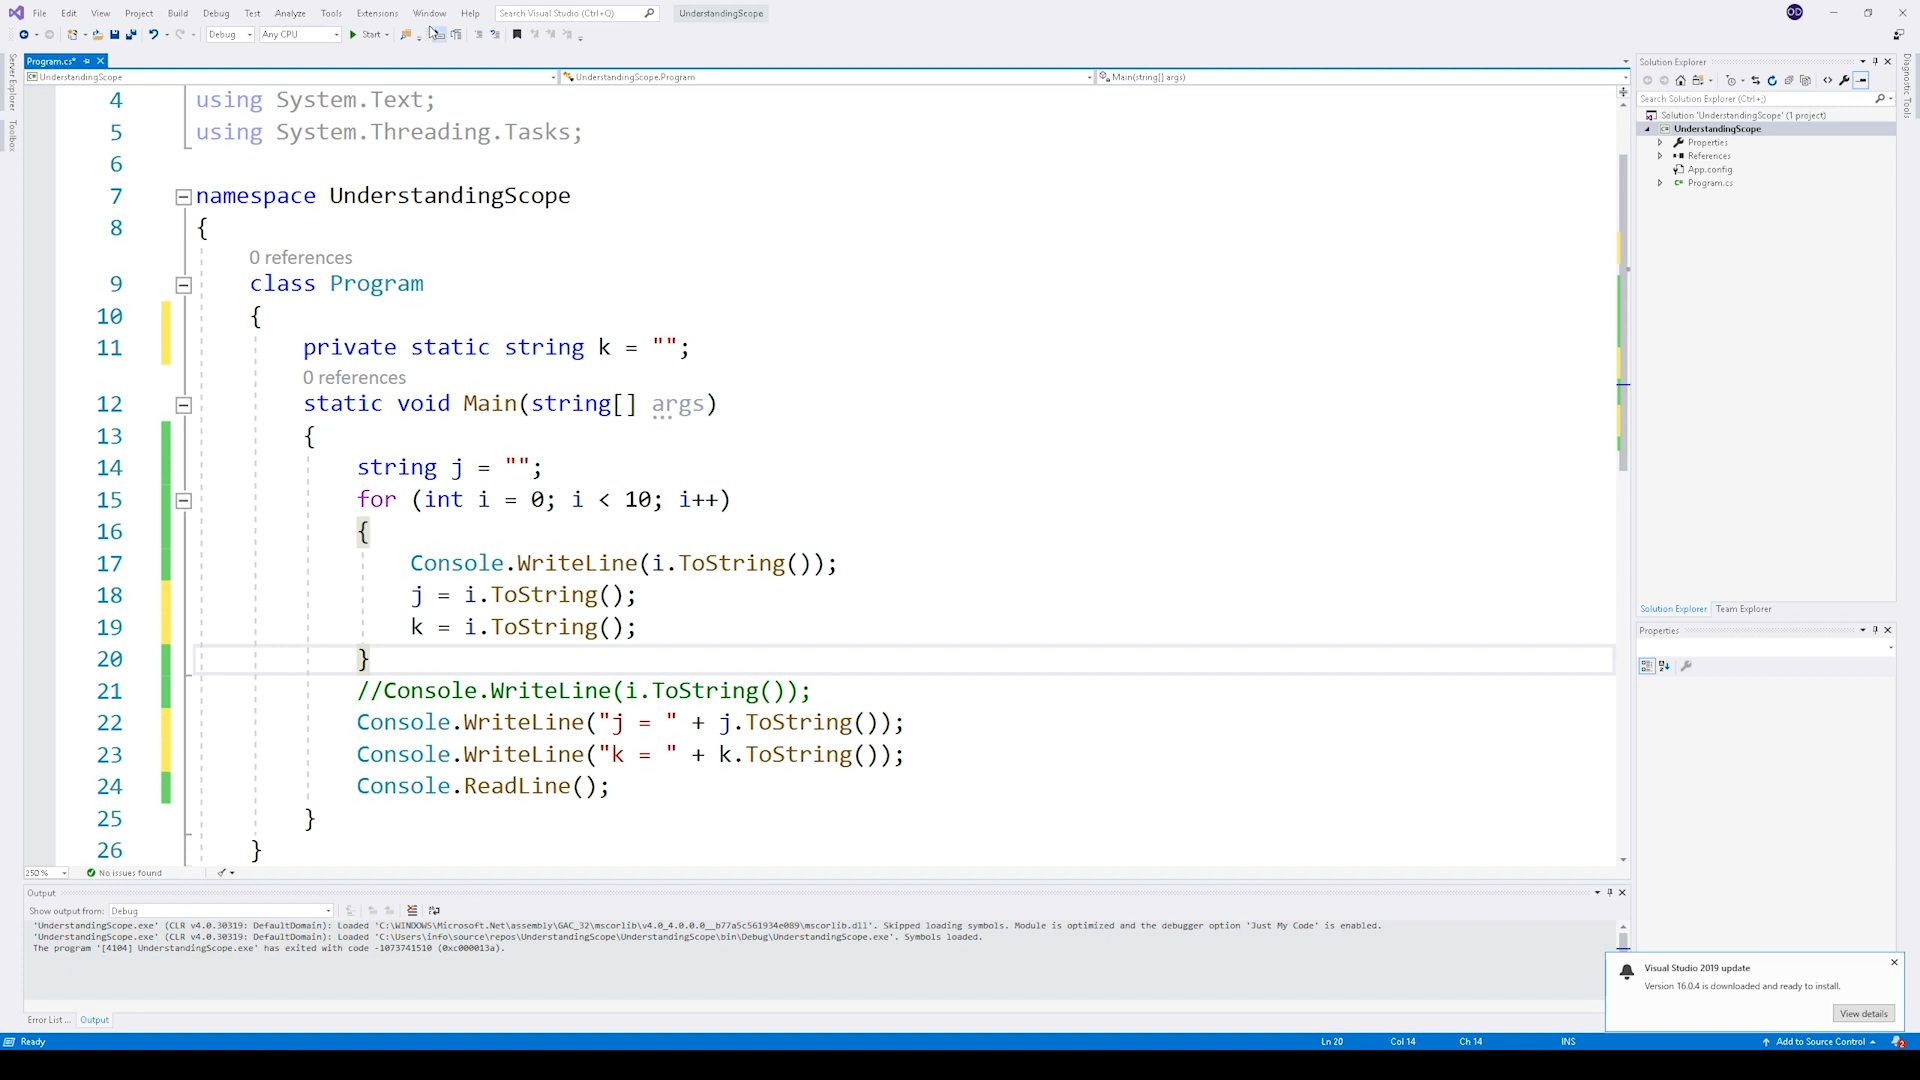 File Edit View Project Build Debug Test Analyze Tools Extensions Window Help Search Visual Studio (Ctrl+Q) UnderstandingScope OD
Debug Any CPU Start
Server Explorer
Toolbox
Program.cs*
UnderstandingScope UnderstandingScope.Program Main(string[] args)
4 using System.Text;
5 using System.Threading.Tasks;
6
7 namespace UnderstandingScope
8 {
0 references
9 class Program
10 {
11 private static string k = "";
0 references
12 static void Main(string[] args)
13 {
14 string j = "";
15 for (int i = 0; i < 10; i++)
16 {
17 Console.WriteLine(i.ToString());
18 j = i.ToString();
19 k = i.ToString();
20 }
21 //Console.WriteLine(i.ToString());
22 Console.WriteLine("j = " + j.ToString());
23 Console.WriteLine("k = " + k.ToString());
24 Console.ReadLine();
25 }
26 }
250 % No issues found
Output
Show output from: Debug
'UnderstandingScope.exe' (CLR v4.0.30319: DefaultDomain): Loaded 'C:\WINDOWS\Microsoft.Net\assembly\GAC_32\mscorlib\v4.0_4.0.0.0__b77a5c561934e089\mscorlib.dll'. Skipped loading symbols. Module is optimized and the debugger option 'Just My Code' is enabled.
'UnderstandingScope.exe' (CLR v4.0.30319: DefaultDomain): Loaded 'C:\Users\info\source\repos\UnderstandingScope\UnderstandingScope\bin\Debug\UnderstandingScope.exe'. Symbols loaded.
The program '[4104] UnderstandingScope.exe' has exited with code -1073741510 (0xc000013a).
Error List ... Output
Ready Ln 20 Col 14 Ch 14 INS Add to Source Control 2
Solution Explorer
Search Solution Explorer (Ctrl+;)
Solution 'UnderstandingScope' (1 project)
UnderstandingScope
Properties
References
App.config
Program.cs
Solution Explorer Team Explorer
Properties
Diagnostic Tools
Visual Studio 2019 update
Version 16.0.4 is downloaded and ready to install.
View details